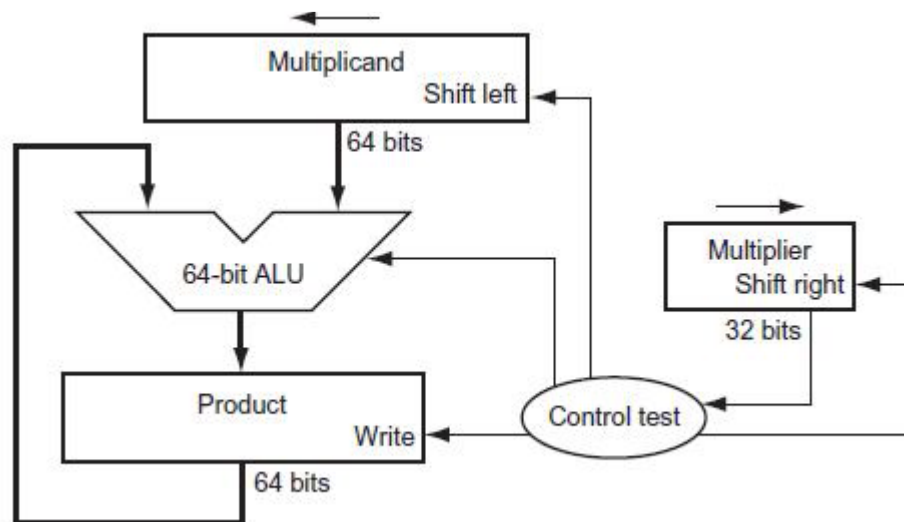 Multiplicand
Shift left
64 bits
64-bit ALU
Multiplier
Shift right
32 bits
Product
Write
Control test
64 bits